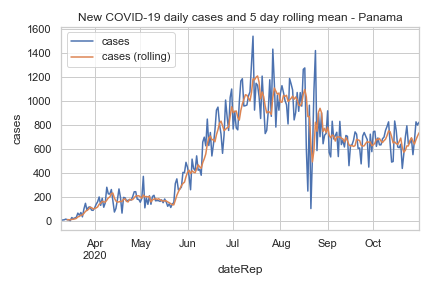 New COVID-19 daily cases and 5 day rolling mean - Panama
cases
cases (rolling)
1600
1400
1200
1000
800
600
400
200
0
cases
Apr May Jun Jul Aug Sep Oct
2020
dateRep